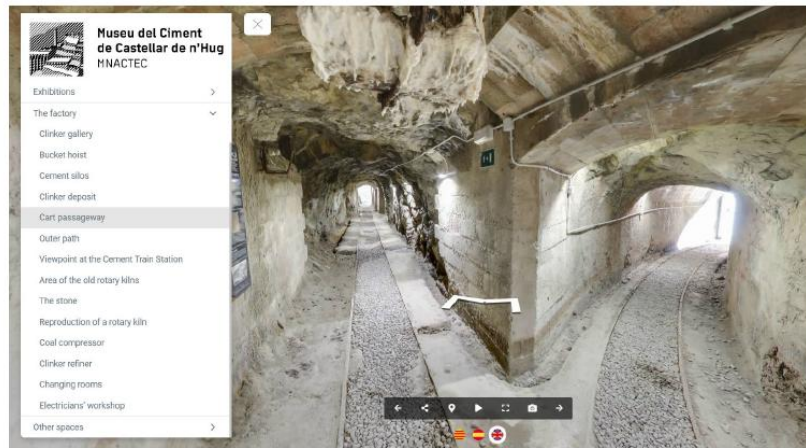 Museu del Ciment
de Castellar de n'Hug
MNACTEC
Exhibitions
The factory
Clinker gallery
Bucket hoist
Cement silos
Clinker deposit
Cart passageway
Outer path
Viewpoint at the Cement Train Station
Area of the old rotary kilns
The stone
Reproduction of a rotary kiln
Coal compressor
Clinker refiner
Changing rooms
Electricians' workshop
Other spaces